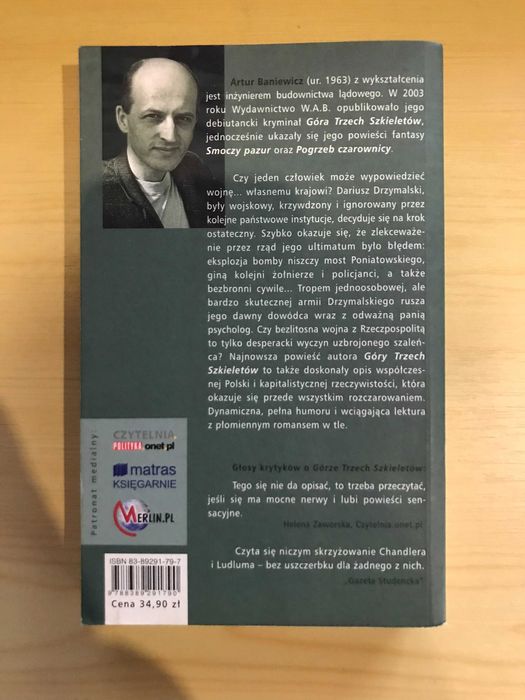 Artur Baniewicz (ur. 1963) z wykształcenia
jest inżynierem budownictwa lądowego. W 2003
roku Wydawnictwo W.A.B. opublikowało jego
debiutancki kryminał Góra Trzech Szkieletów,
jednocześnie ukazały się jego powieści fantasy
Smoczy pazur oraz Pogrzeb czarownicy.
Czy jeden człowiek może wypowiedzieć
wojnę... własnemu krajowi? Dariusz Drzymalski,
były wojskowy, krzywdzony i ignorowany przez
kolejne państwowe instytucje, decyduje się na krok
ostateczny. Szybko okazuje się, że zlekceważe-
nie przez rząd jego ultimatum było błędem:
eksplozja bomby niszczy most Poniatowskiego,
giną kolejni żołnierze i policjanci, a także
bezbronni cywile... Tropem jednoosobowej, ale
bardzo skutecznej armii Drzymalskiego rusza
jego dawny dowódca wraz z odważną panią
psycholog. Czy bezlitosna wojna z Rzeczpospolitą
to tylko desperacki wyczyn uzbrojonego szaleń-
ca? Najnowsza powieść autora Góry Trzech
Szkieletów to także doskonały opis współczes-
nej Polski i kapitalistycznej rzeczywistości, która
okazuje się przede wszystkim rozczarowaniem.
Dynamiczna, pełna humoru i wciągająca lektura
z płomiennym romansem w tle.
Głosy krytyków o Górze Trzech Szkieletów:
Tego się nie da opisać, to trzeba przeczytać,
jeśli się ma mocne nerwy i lubi powieści sen-
sacyjne.
Helena Zaworska, Czytelnia.onet.pl
Czyta się niczym skrzyżowanie Chandlera
i Ludluma – bez uszczerbku dla żadnego z nich.
„Gazeta Studencka”
Patronat medialny:
CZYTELNIA
POLITYKA onet.pl
matras
KSIĘGARNIE
MERLIN.PL
ISBN 83-89291-79-7
9 788389 291790
Cena 34,90 zł